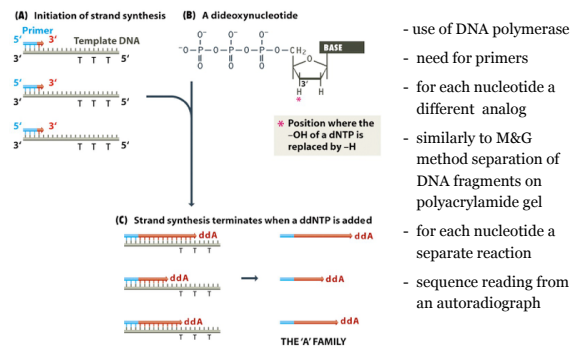 (A) Initiation of strand synthesis
Primer
5' 3' Template DNA
3' T T T 5'
5' 3'
3' T T T 5'
5' 3'
3' T T T 5'
(B) A dideoxynucleotide
O⁻ O⁻ O⁻
⁻O–P–O–P–O–P–O–CH₂ BASE
O O O O
3'
H H
*
* Position where the
–OH of a dNTP is
replaced by –H
(C) Strand synthesis terminates when a ddNTP is added
ddA ddA
T T T
ddA ddA
T T T
ddA ddA
T T T
THE 'A' FAMILY
- use of DNA polymerase
- need for primers
- for each nucleotide a
different analog
- similarly to M&G
method separation of
DNA fragments on
polyacrylamide gel
- for each nucleotide a
separate reaction
- sequence reading from
an autoradiograph